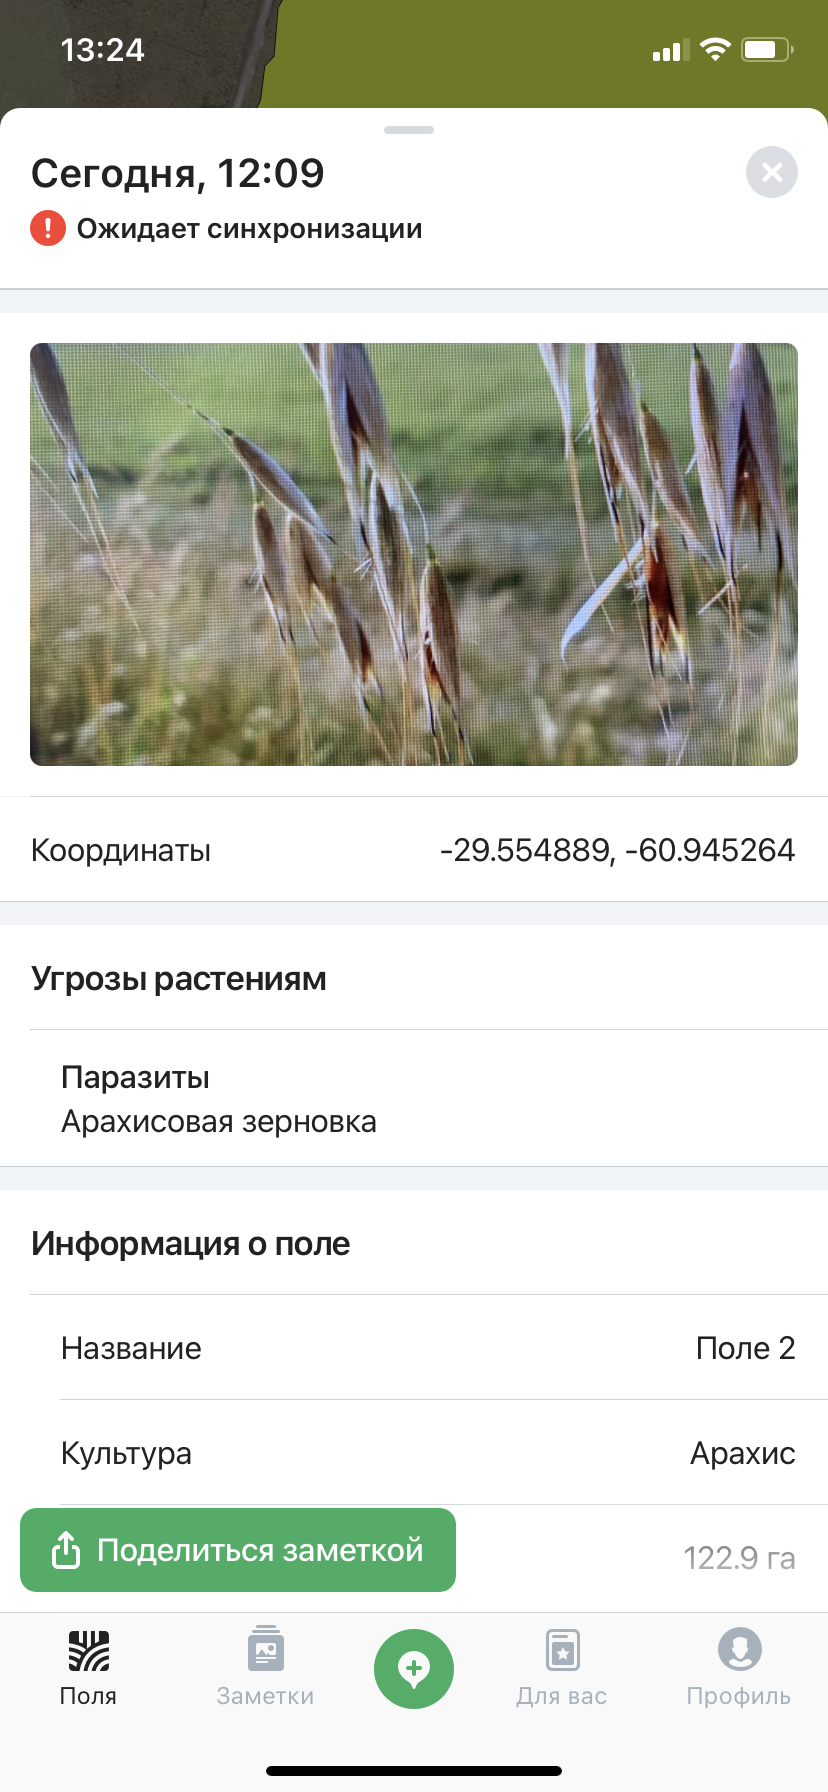 13:24
Сегодня, 12:09
Ожидает синхронизации
Координаты -29.554889, -60.945264
Угрозы растениям
Паразиты
Арахисовая зерновка
Информация о поле
Название Поле 2
Культура Арахис
122.9 га
Поделиться заметкой
Поля Заметки Для вас Профиль